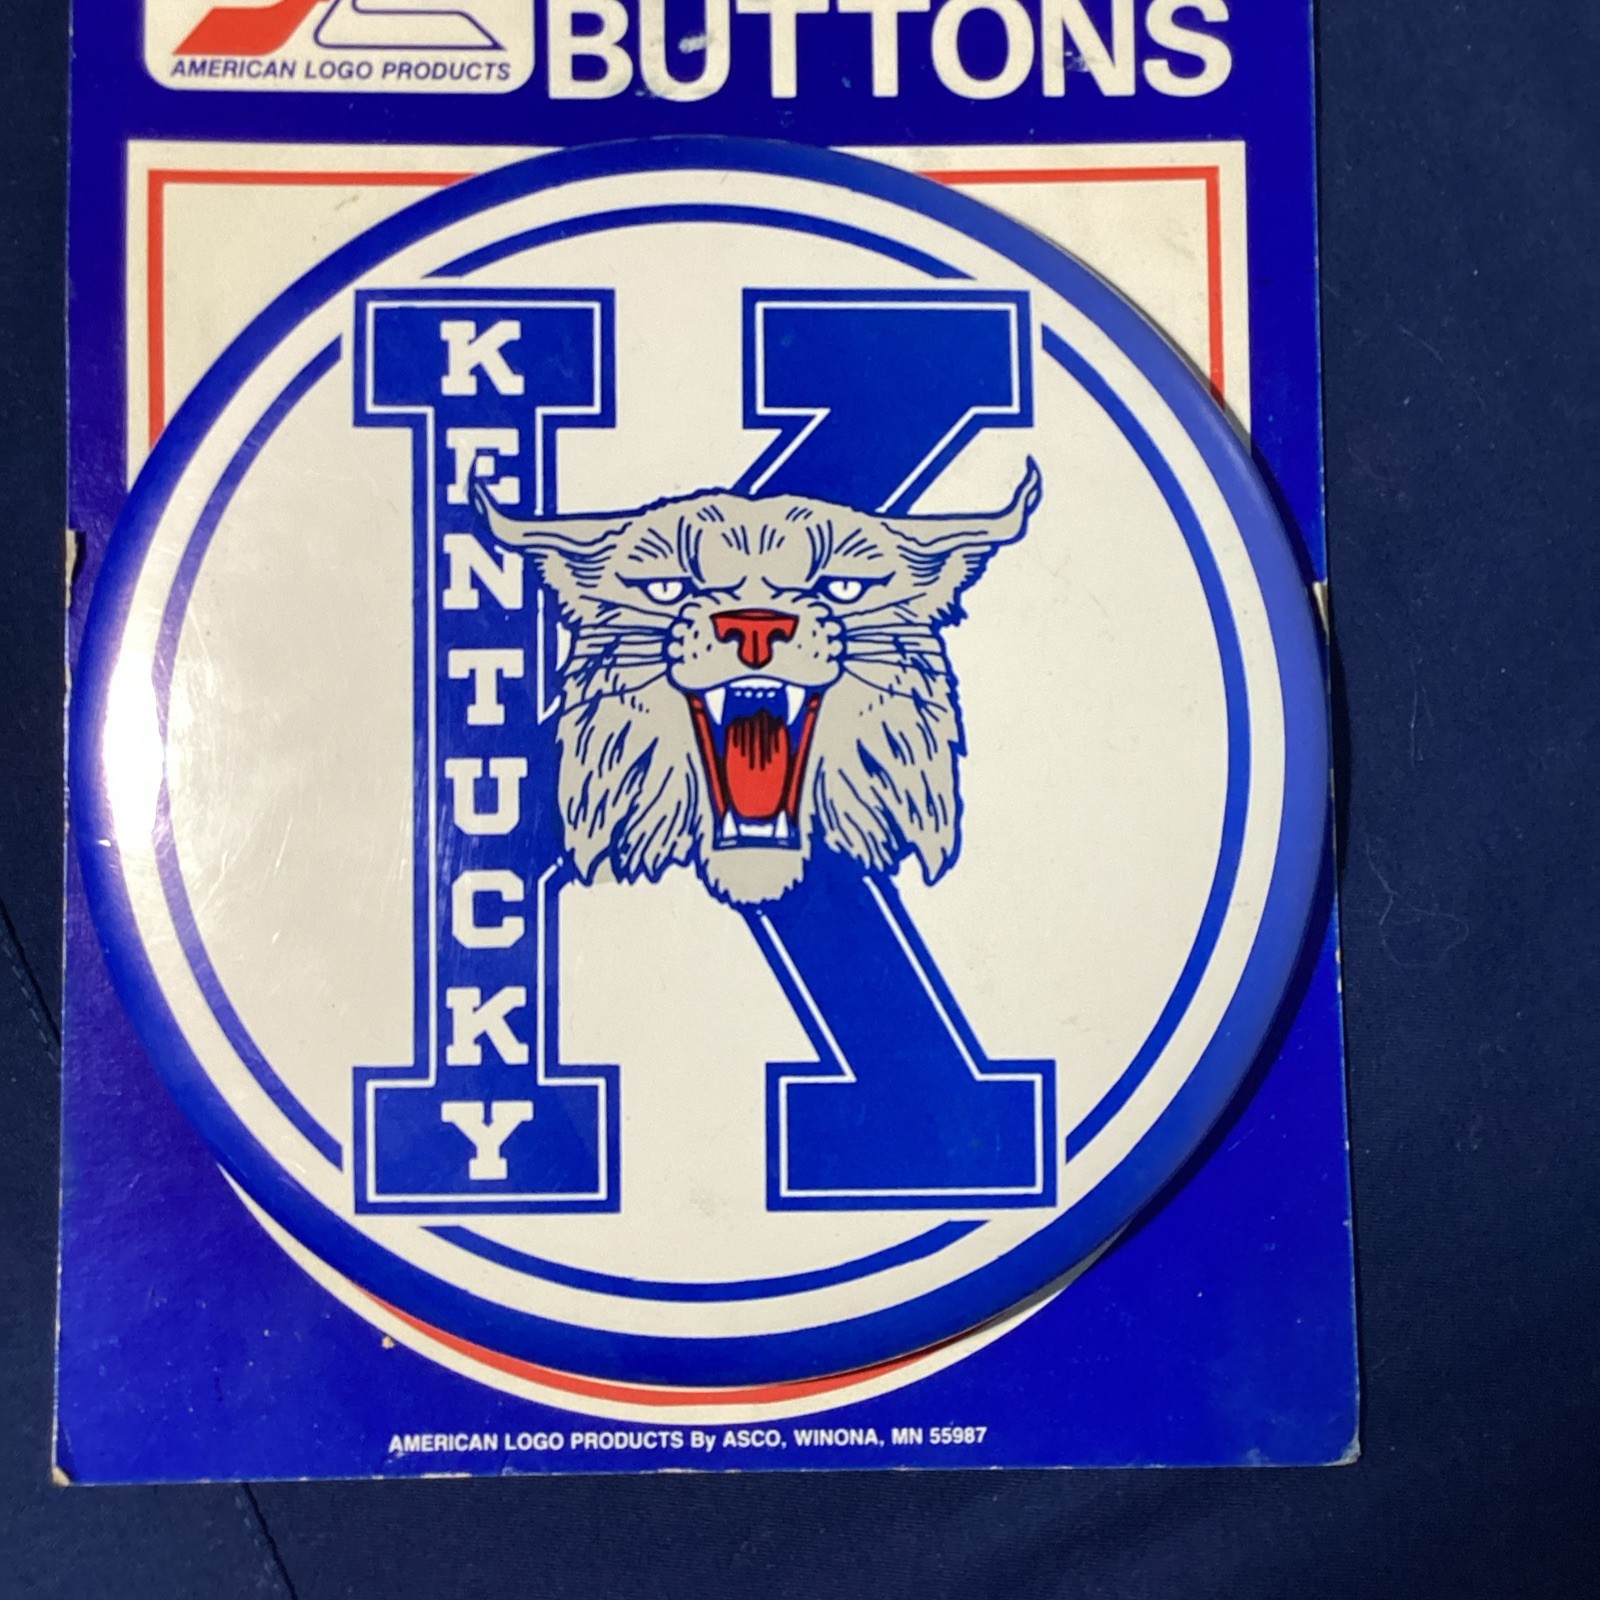 AMERICAN LOGO PRODUCTS
BUTTONS
KENTUCKY
K
AMERICAN LOGO PRODUCTS By ASCO, WINONA, MN 55987